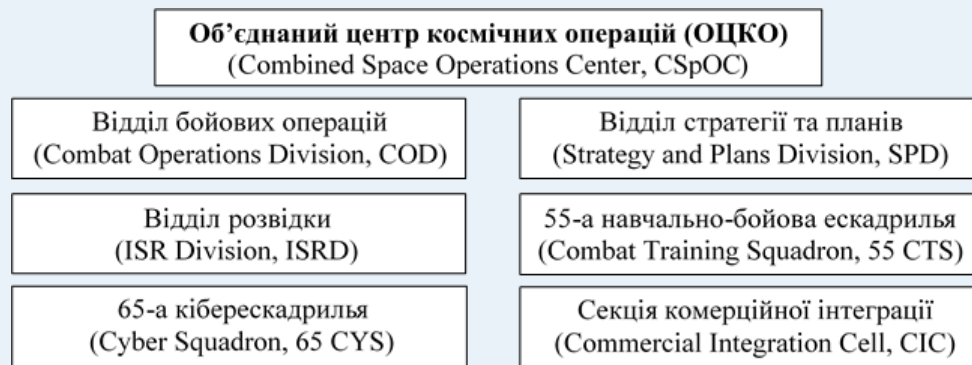 Об’єднаний центр космічних операцій (ОЦКО)
(Combined Space Operations Center, CSpOC)
Відділ бойових операцій
(Combat Operations Division, COD)
Відділ стратегії та планів
(Strategy and Plans Division, SPD)
Відділ розвідки
(ISR Division, ISRD)
55-а навчально-бойова ескадрилья
(Combat Training Squadron, 55 CTS)
65-а кіберескадрилья
(Cyber Squadron, 65 CYS)
Секція комерційної інтеграції
(Commercial Integration Cell, CIC)